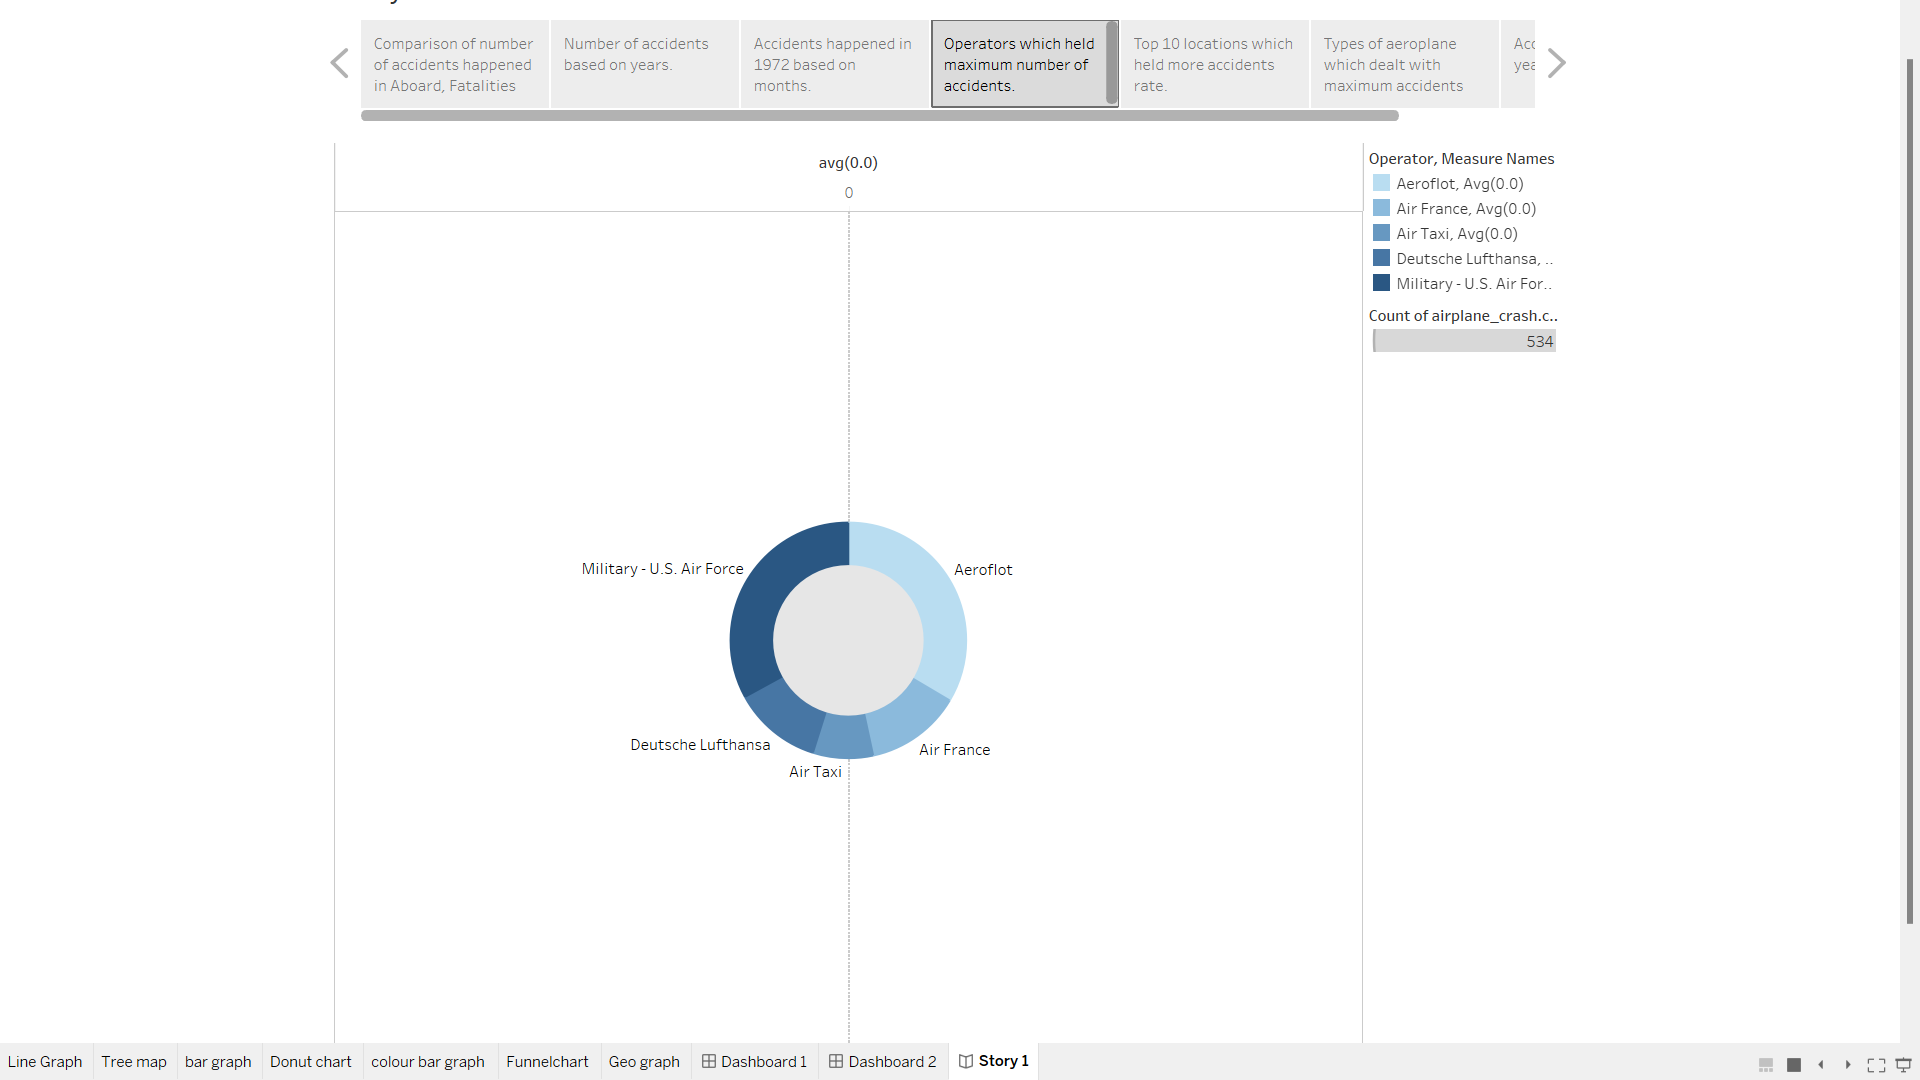 Comparison of number
of accidents happened
in Aboard, Fatalities
Number of accidents
based on years.
Accidents happened in
1972 based on
months.
Operators which held
maximum number of
accidents.
Top 10 locations which
held more accidents
rate.
Types of aeroplane
which dealt with
maximum accidents
avg(0.0)
0
Operator, Measure Names
Aeroflot, Avg(0.0)
Air France, Avg(0.0)
Air Taxi, Avg(0.0)
Deutsche Lufthansa, ..
Military - U.S. Air For..
Count of airplane_crash.c..
534
Military - U.S. Air Force
Aeroflot
Deutsche Lufthansa
Air France
Air Taxi
Line Graph
Tree map
bar graph
Donut chart
colour bar graph
Funnelchart
Geo graph
Dashboard 1
Dashboard 2
Story 1